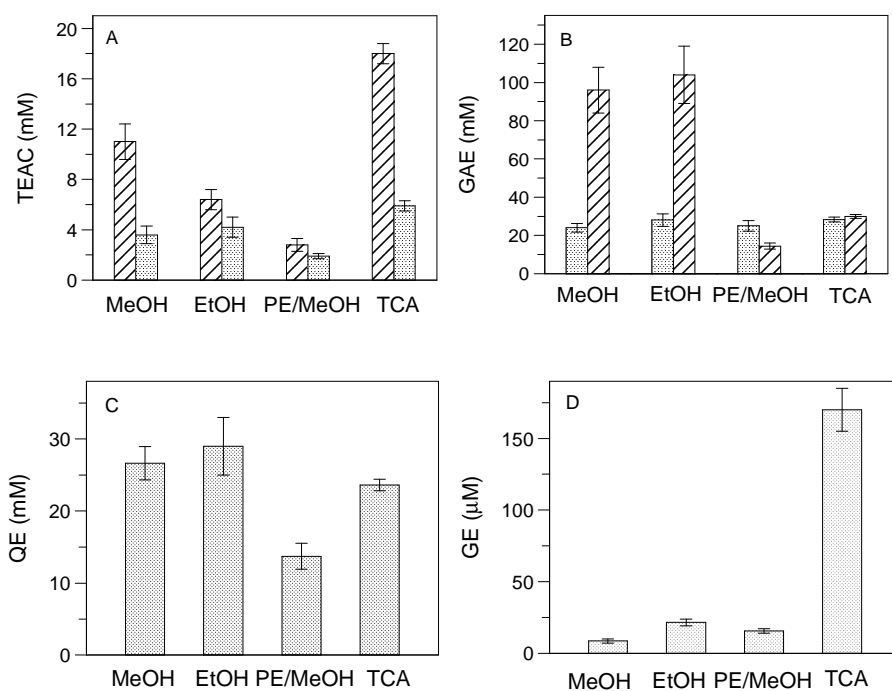 A
TEAC (mM)
20
16
12
8
4
0
MeOH EtOH PE/MeOH TCA
B
GAE (mM)
120
100
80
60
40
20
0
MeOH EtOH PE/MeOH TCA
C
QE (mM)
30
20
10
0
MeOH EtOH PE/MeOH TCA
D
GE (μM)
150
100
50
0
MeOH EtOH PE/MeOH TCA